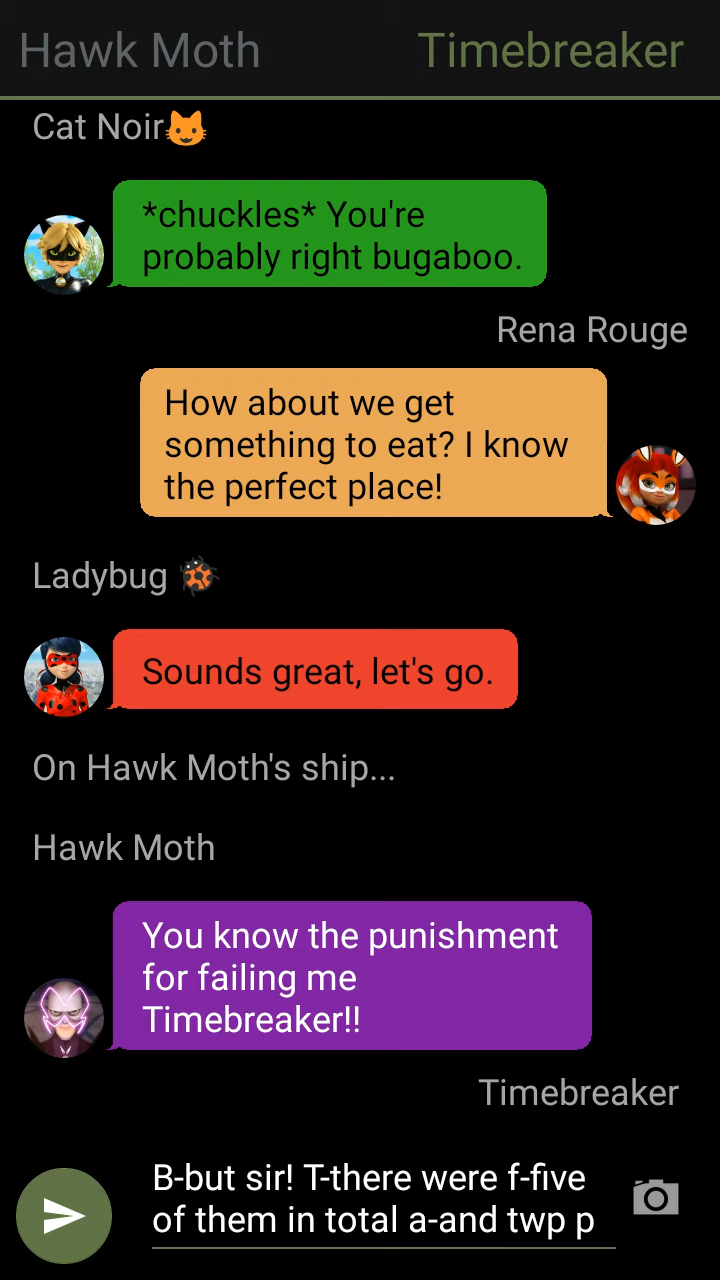 Hawk Moth Timebreaker
Cat Noir😺
*chuckles* You're
probably right bugaboo.
Rena Rouge
How about we get
something to eat? I know
the perfect place!
Ladybug 🐞
Sounds great, let's go.
On Hawk Moth's ship...
Hawk Moth
You know the punishment
for failing me
Timebreaker!!
Timebreaker
B-but sir! T-there were f-five
of them in total a-and twp p